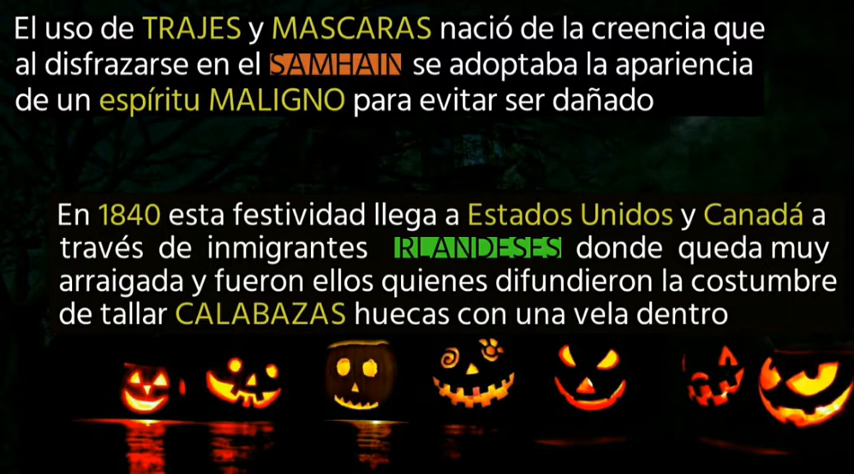 El uso de TRAJES y MASCARAS nació de la creencia que
al disfrazarse en el SAMHAIN se adoptaba la apariencia
de un espíritu MALIGNO para evitar ser dañado
En 1840 esta festividad llega a Estados Unidos y Canadá a
través de inmigrantes IRLANDESES donde queda muy
arraigada y fueron ellos quienes difundieron la costumbre
de tallar CALABAZAS huecas con una vela dentro